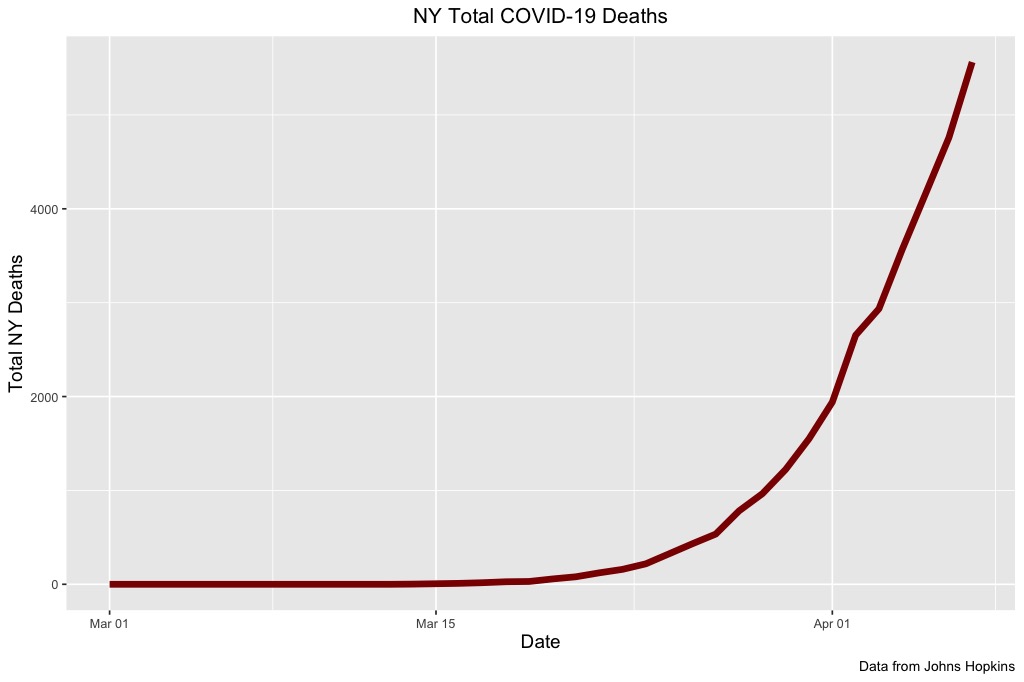 NY Total COVID-19 Deaths
Total NY Deaths
4000
2000
0
Mar 01
Mar 15
Apr 01
Date
Data from Johns Hopkins